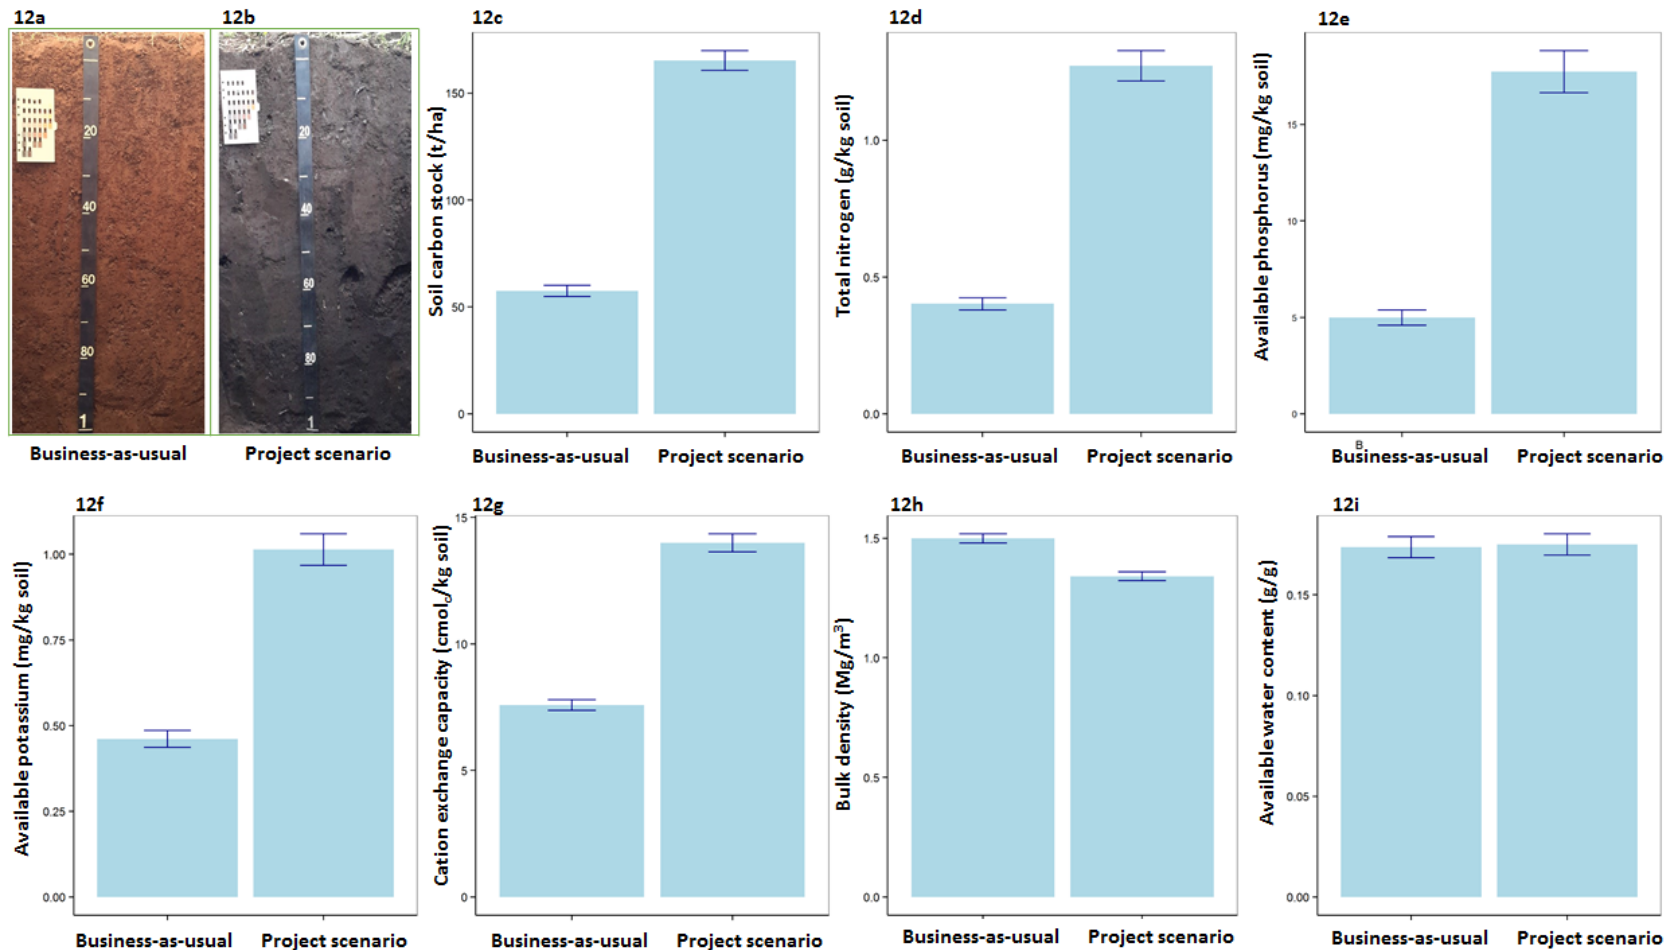 12a
12b
20
40
60
80
1
20
40
60
80
1
Business-as-usual
Project scenario
12c
Soil carbon stock (t/ha)
150
100
50
0
Business-as-usual
Project scenario
12d
Total nitrogen (g/kg soil)
1.0
0.5
0.0
Business-as-usual
Project scenario
12e
Available phosphorus (mg/kg soil)
15
10
5
0
B
Business-as-usual
Project scenario
12f
Available potassium (mg/kg soil)
1.00
0.75
0.50
0.25
0.00
Business-as-usual
Project scenario
12g
Cation exchange capacity (cmolc/kg soil)
15
10
5
0
Business-as-usual
Project scenario
12h
Bulk density (Mg/m³)
1.5
1.0
0.5
0.0
Business-as-usual
Project scenario
12i
Available water content (g/g)
0.15
0.10
0.05
0.00
Business-as-usual
Project scenario